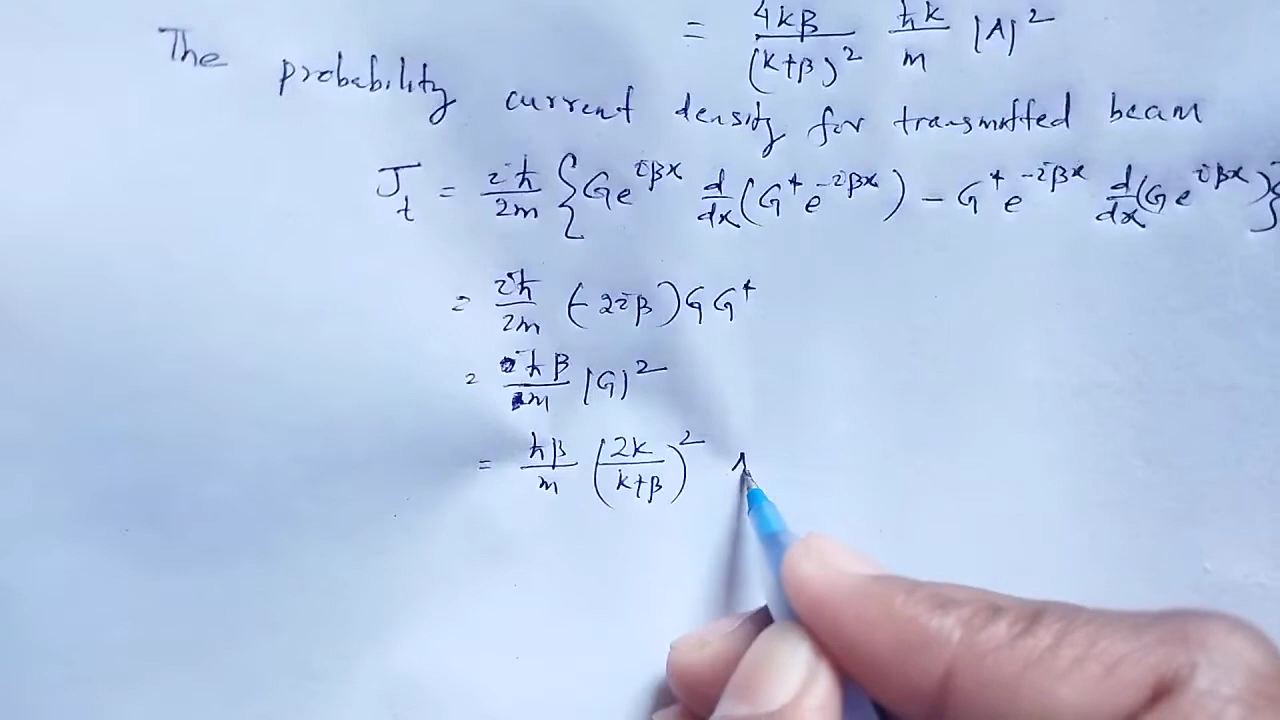 = 4kβ/(k+β)² ħk/m |A|²
The probability current density for transmitted beam
J_t = iħ/2m {Ge^{iβx} d/dx (G* e^{-iβx}) - G* e^{-iβx} d/dx (Ge^{iβx})}
= iħ/2m (-2iβ) G G*
= ħβ/m |G|²
= ħβ/m (2k/(k+β))²